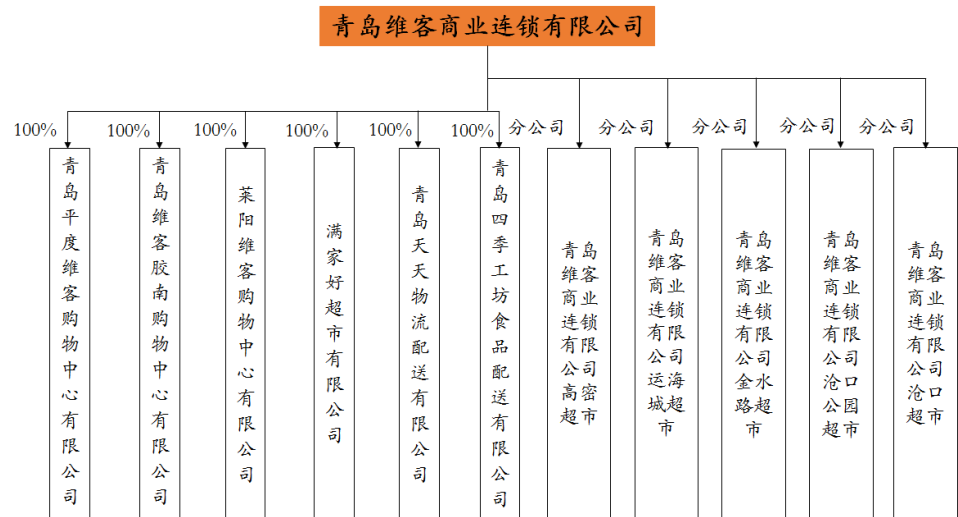 青岛维客商业连锁有限公司
100%
100%
100%
100%
100%
100%
分公司
分公司
分公司
分公司
分公司
青岛平度维客购物中心有限公司
青岛维客胶南购物中心有限公司
莱阳维客购物中心有限公司
满家好超市有限公司
青岛天天物流配送有限公司
青岛四季工坊食品配送有限公司
青岛
维客
商业
连锁
有限
公司
高密
超市
青岛
维客
商业
连锁
有限
公司
运海
城超
市
青岛
维客
商业
连锁
有限
公司
金水
路超
市
青岛
维客
商业
连锁
有限
公司
沧口
公园
超市
青岛
维客
商业
连锁
有限
公司
沧口
超市